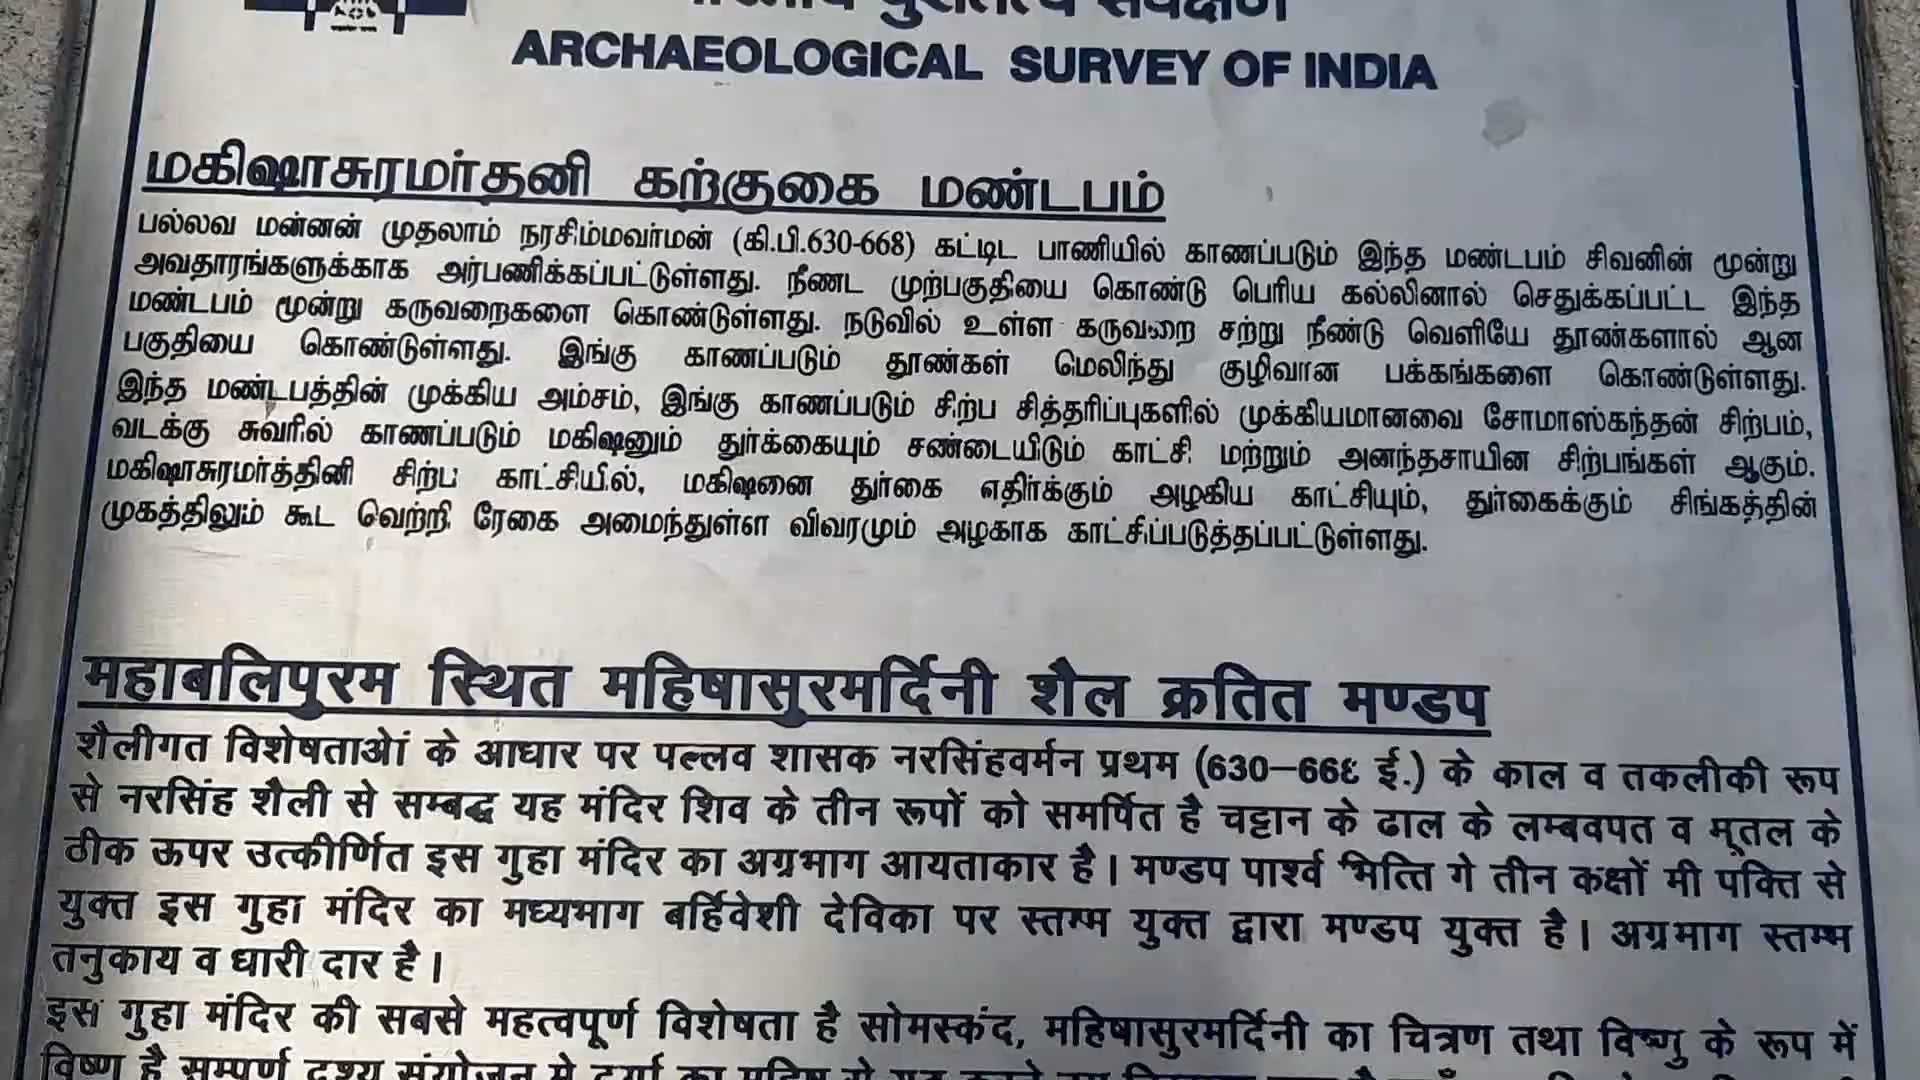 भारतीय पुरातत्व सर्वेक्षण
ARCHAEOLOGICAL SURVEY OF INDIA
மகிஷாசுரமர்தனி கற்குகை மண்டபம்
பல்லவ மன்னன் முதலாம் நரசிம்மவர்மன் (கி.பி.630-668) கட்டிட பாணியில் காணப்படும் இந்த மண்டபம் சிவனின் மூன்று
அவதாரங்களுக்காக அர்பணிக்கப்பட்டுள்ளது. நீண்ட முற்பகுதியை கொண்டு பெரிய கல்லினால் செதுக்கப்பட்ட இந்த
மண்டபம் மூன்று கருவறைகளை கொண்டுள்ளது. நடுவில் உள்ள கருவறை சற்று நீண்டு வெளியே தூண்களால் ஆன
பகுதியை கொண்டுள்ளது. இங்கு காணப்படும் தூண்கள் மெலிந்து குழிவான பக்கங்களை கொண்டுள்ளது.
இந்த மண்டபத்தின் முக்கிய அம்சம், இங்கு காணப்படும் சிற்ப சித்தரிப்புகளில் முக்கியமானவை சோமாஸ்கந்தன் சிற்பம்,
வடக்கு சுவரில் காணப்படும் மகிஷனும் துர்க்கையும் சண்டையிடும் காட்சி மற்றும் அனந்தசாயின சிற்பங்கள் ஆகும்.
மகிஷாசுரமர்த்தினி சிற்ப காட்சியில், மகிஷனை துர்கை எதிர்க்கும் அழகிய காட்சியும், துர்கைக்கும் சிங்கத்தின்
முகத்திலும் கூட வெற்றி ரேகை அமைந்துள்ள விவரமும் அழகாக காட்சிப்படுத்தப்பட்டுள்ளது.
महाबलिपुरम स्थित महिषासुरमर्दिनी शैल क्रतित मण्डप
शैलीगत विशेषताओं के आधार पर पल्लव शासक नरसिंहवर्मन प्रथम (630–66८ ई.) के काल व तकलीकी रूप
से नरसिंह शैली से सम्बद्ध यह मंदिर शिव के तीन रूपों को समर्पित है चट्टान के ढाल के लम्बवपत व मूतल के
ठीक ऊपर उत्कीर्णित इस गुहा मंदिर का अग्रभाग आयताकार है। मण्डप पार्श्व भित्ति गे तीन कक्षों मी पक्ति से
युक्त इस गुहा मंदिर का मध्यभाग बर्हिवेशी देविका पर स्तम्भ युक्त द्वारा मण्डप युक्त है। अग्रभाग स्तम्भ
तनुकाय व धारी दार है।
इस गुहा मंदिर की सबसे महत्वपूर्ण विशेषता है सोमस्कंद, महिषासुरमर्दिनी का चित्रण तथा विष्णु के रूप में
विष्णु है सम्पूर्ण दृश्य संयोजन मे दुर्गा का